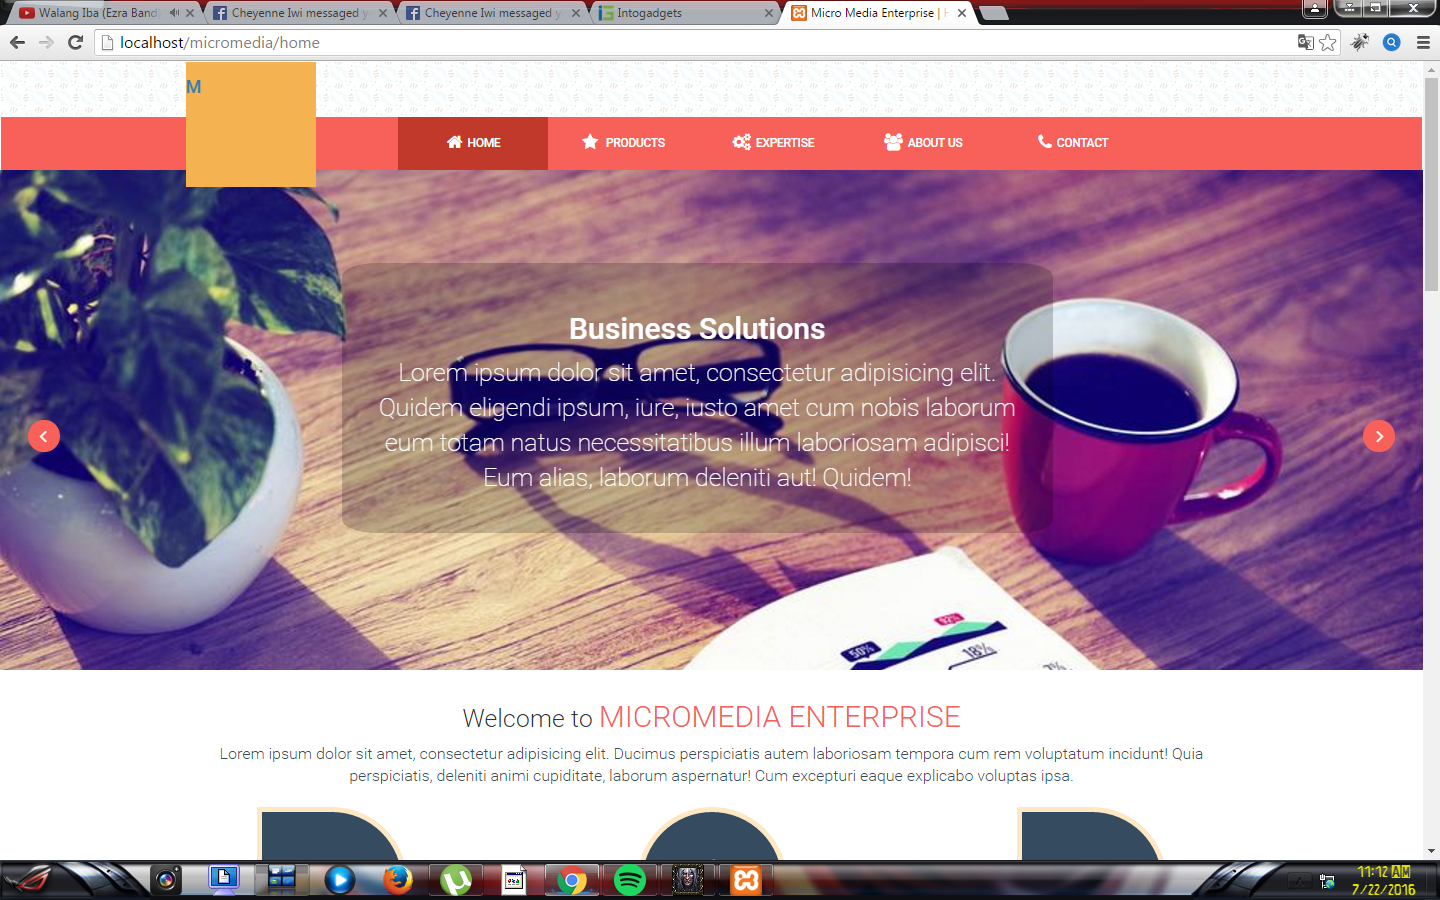 Walang Iba (Ezra Band)
Cheyenne Iwi messaged y
Cheyenne Iwi messaged y
Intogadgets
Micro Media Enterprise | H
localhost/micromedia/home
M
HOME
PRODUCTS
EXPERTISE
ABOUT US
CONTACT
Business Solutions
Lorem ipsum dolor sit amet, consectetur adipisicing elit.
Quidem eligendi ipsum, iure, iusto amet cum nobis laborum
eum totam natus necessitatibus illum laboriosam adipisci!
Eum alias, laborum deleniti aut! Quidem!
50%
92%
18%
Welcome to MICROMEDIA ENTERPRISE
Lorem ipsum dolor sit amet, consectetur adipisicing elit. Ducimus perspiciatis autem laboriosam tempora cum rem voluptatum incidunt! Quia
perspiciatis, deleniti animi cupiditate, laborum aspernatur! Cum excepturi eaque explicabo voluptas ipsa.
11:12 AM
7/22/2016